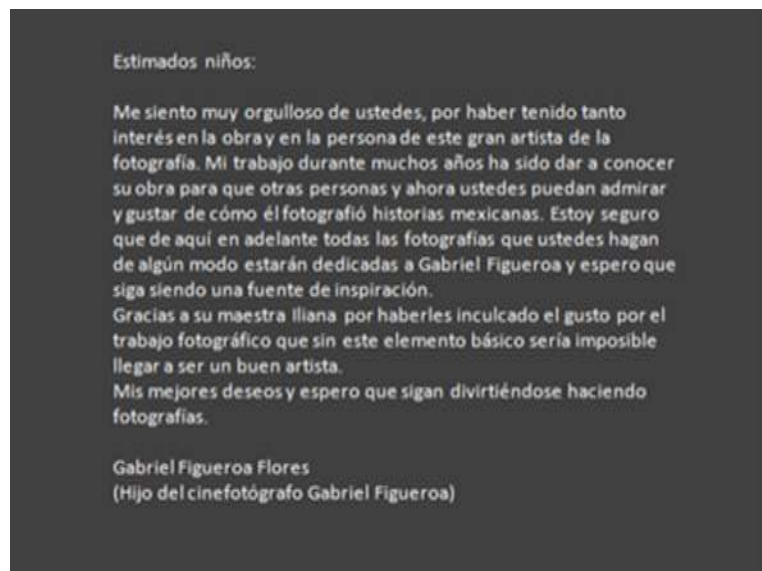 Estimados niños:
Me siento muy orgulloso de ustedes, por haber tenido tanto
interés en la obra y en la persona de este gran artista de la
fotografía. Mi trabajo durante muchos años ha sido dar a conocer
su obra para que otras personas y ahora ustedes puedan admirar
y gustar de cómo él fotografió historias mexicanas. Estoy seguro
que de aquí en adelante todas las fotografías que ustedes hagan
de algún modo estarán dedicadas a Gabriel Figueroa y espero que
siga siendo una fuente de inspiración.
Gracias a su maestra Iliana por haberles inculcado el gusto por el
trabajo fotográfico que sin este elemento básico sería imposible
llegar a ser un buen artista.
Mis mejores deseos y espero que sigan divirtiéndose haciendo
fotografías.
Gabriel Figueroa Flores
(Hijo del cinefotógrafo Gabriel Figueroa)